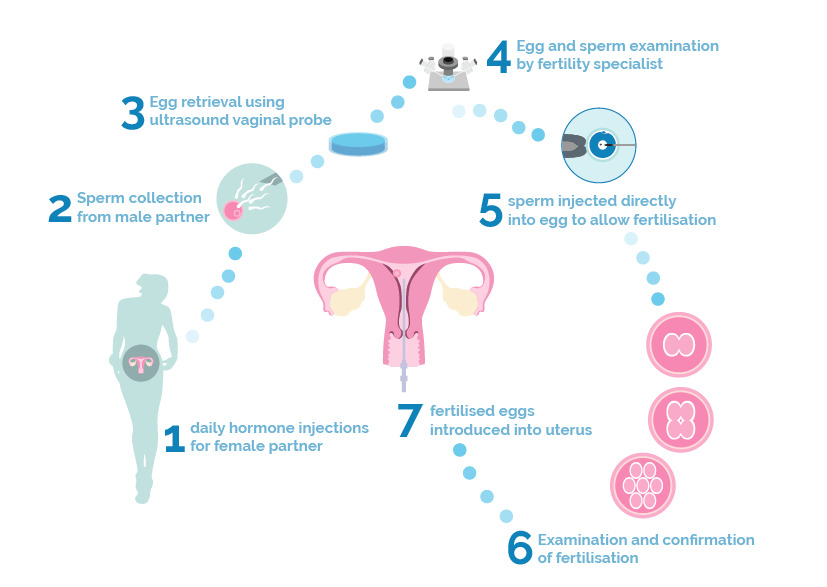 1 daily hormone injections
for female partner
2 Sperm collection
from male partner
3 Egg retrieval using
ultrasound vaginal probe
4 Egg and sperm examination
by fertility specialist
5 sperm injected directly
into egg to allow fertilisation
6 Examination and confirmation
of fertilisation
7 fertilised eggs
introduced into uterus